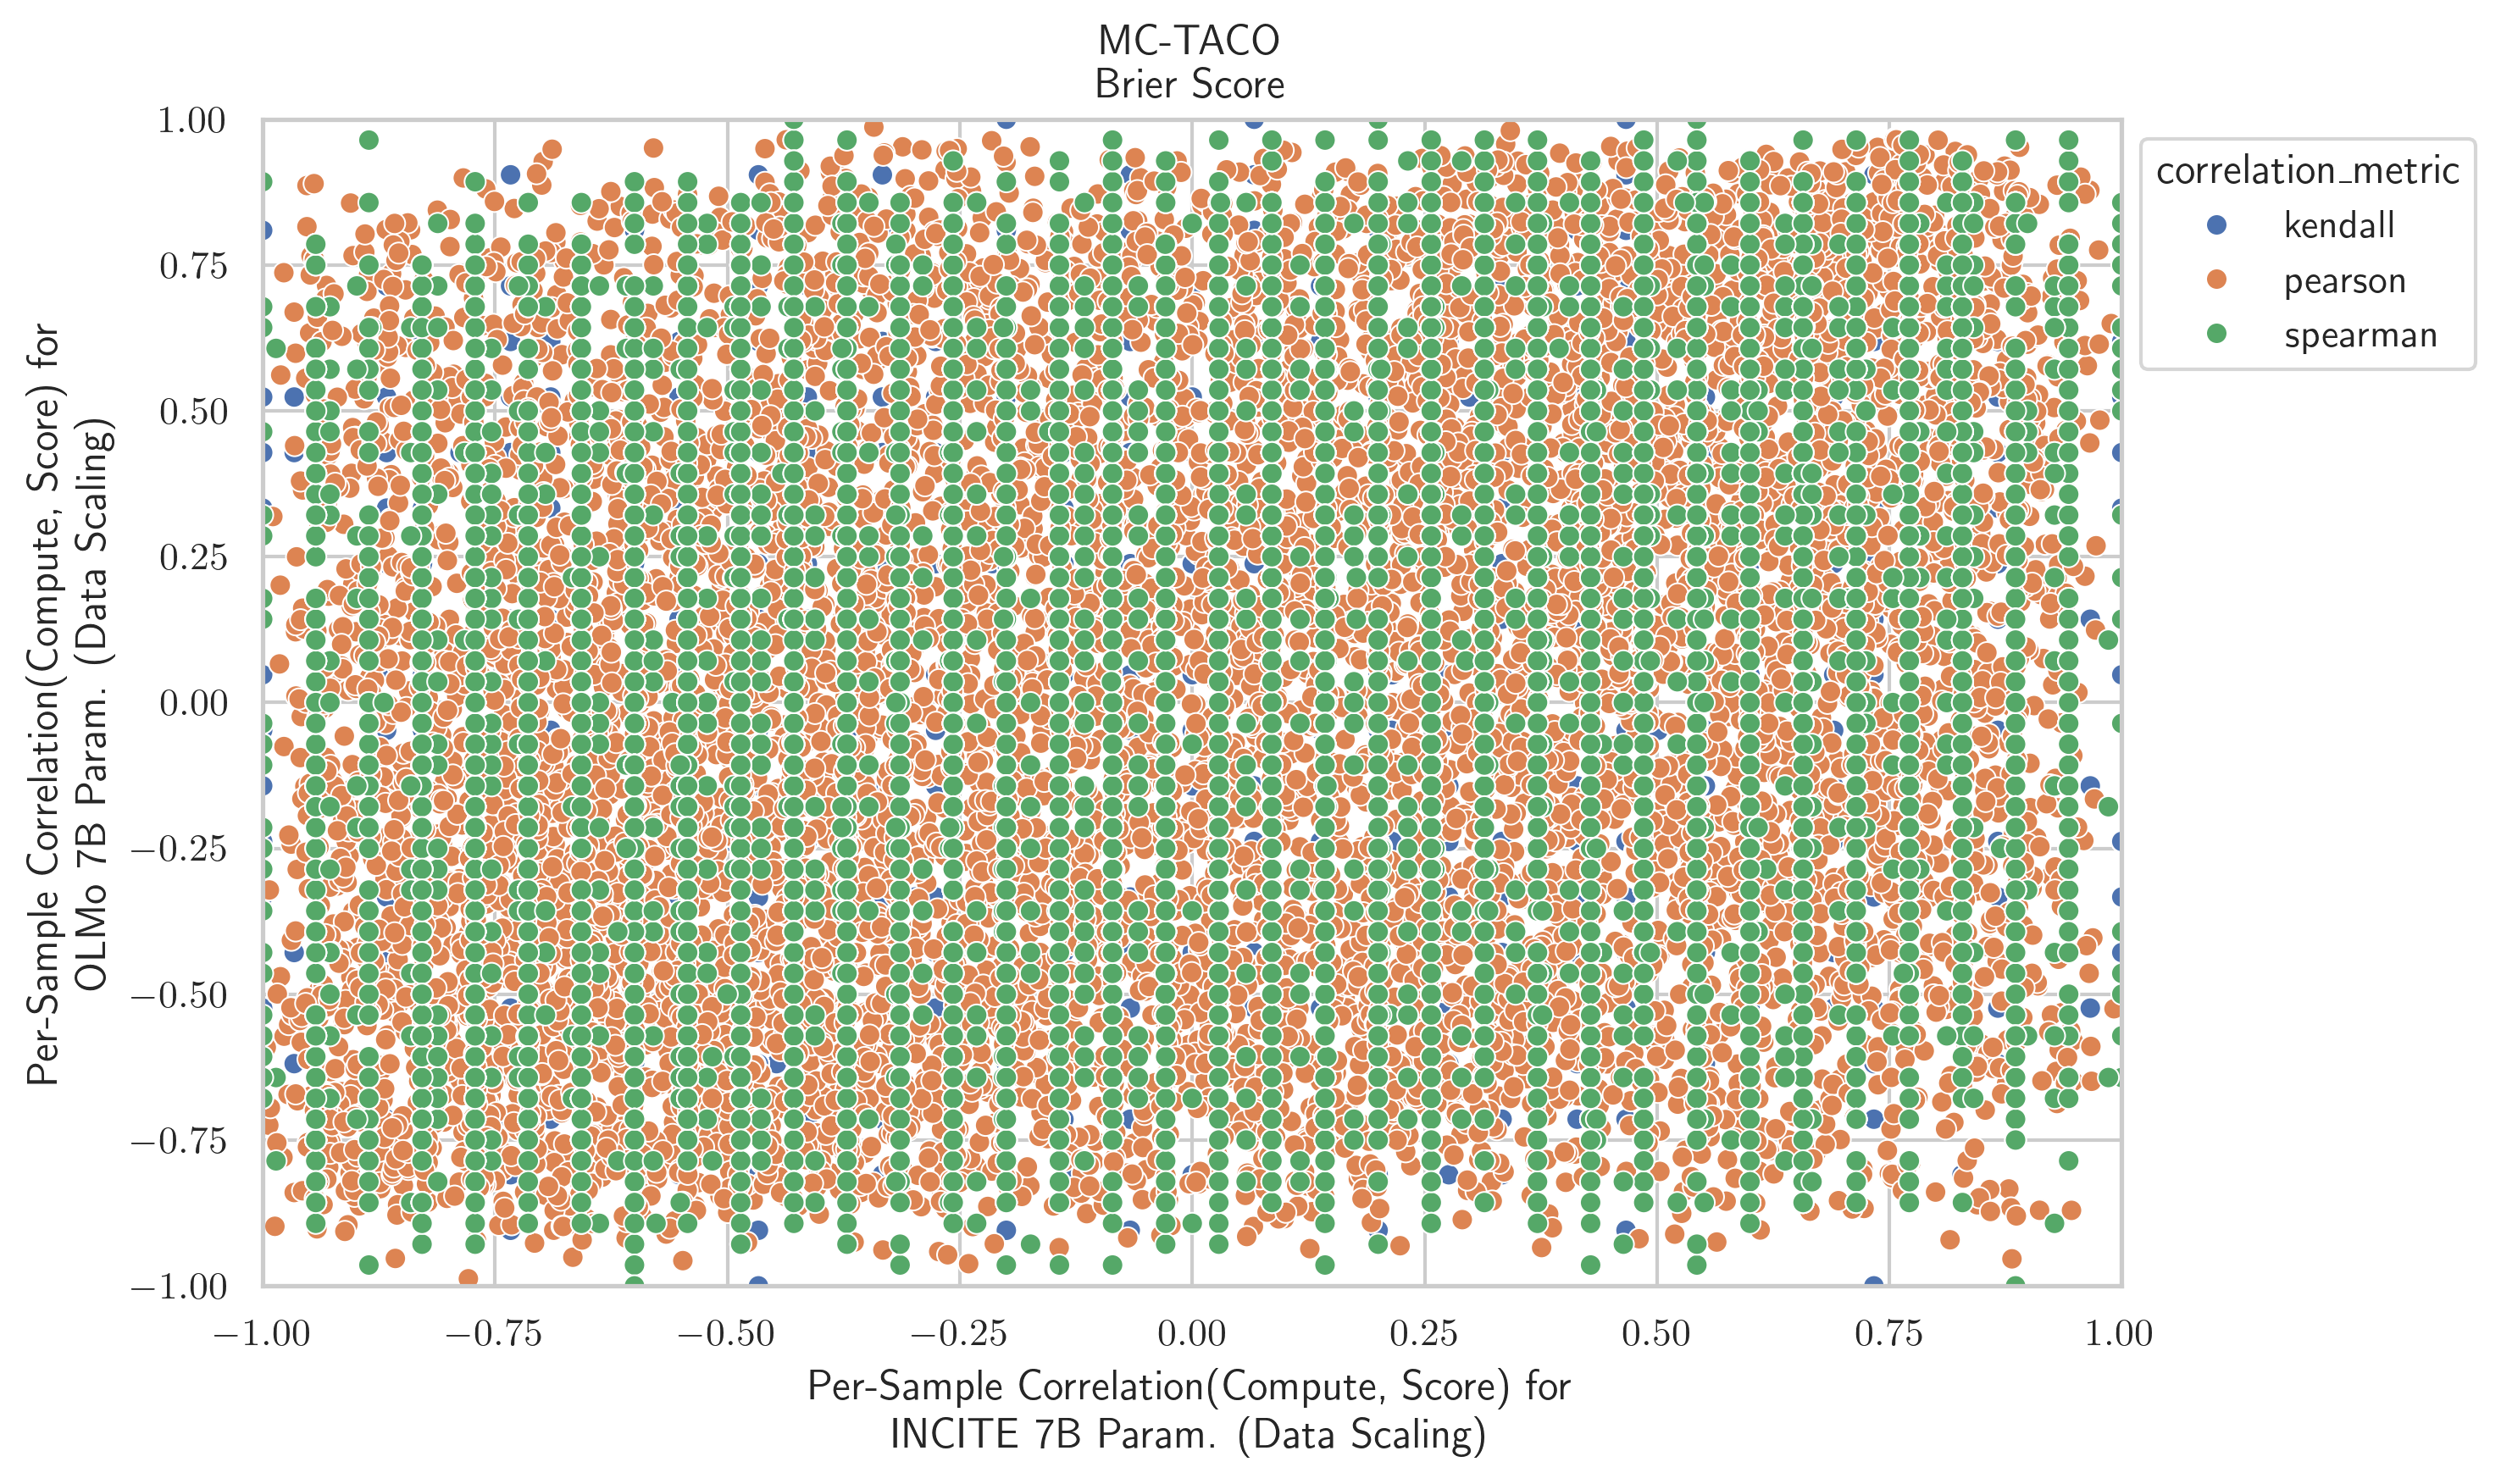 MC-TACO
Brier Score
1.00
0.75
0.50
0.25
0.00
−0.25
−0.50
−0.75
−1.00
Per-Sample Correlation(Compute, Score) for
OLMo 7B Param. (Data Scaling)
−1.00
−0.75
−0.50
−0.25
0.00
0.25
0.50
0.75
1.00
Per-Sample Correlation(Compute, Score) for
INCITE 7B Param. (Data Scaling)
correlation_metric
kendall
pearson
spearman